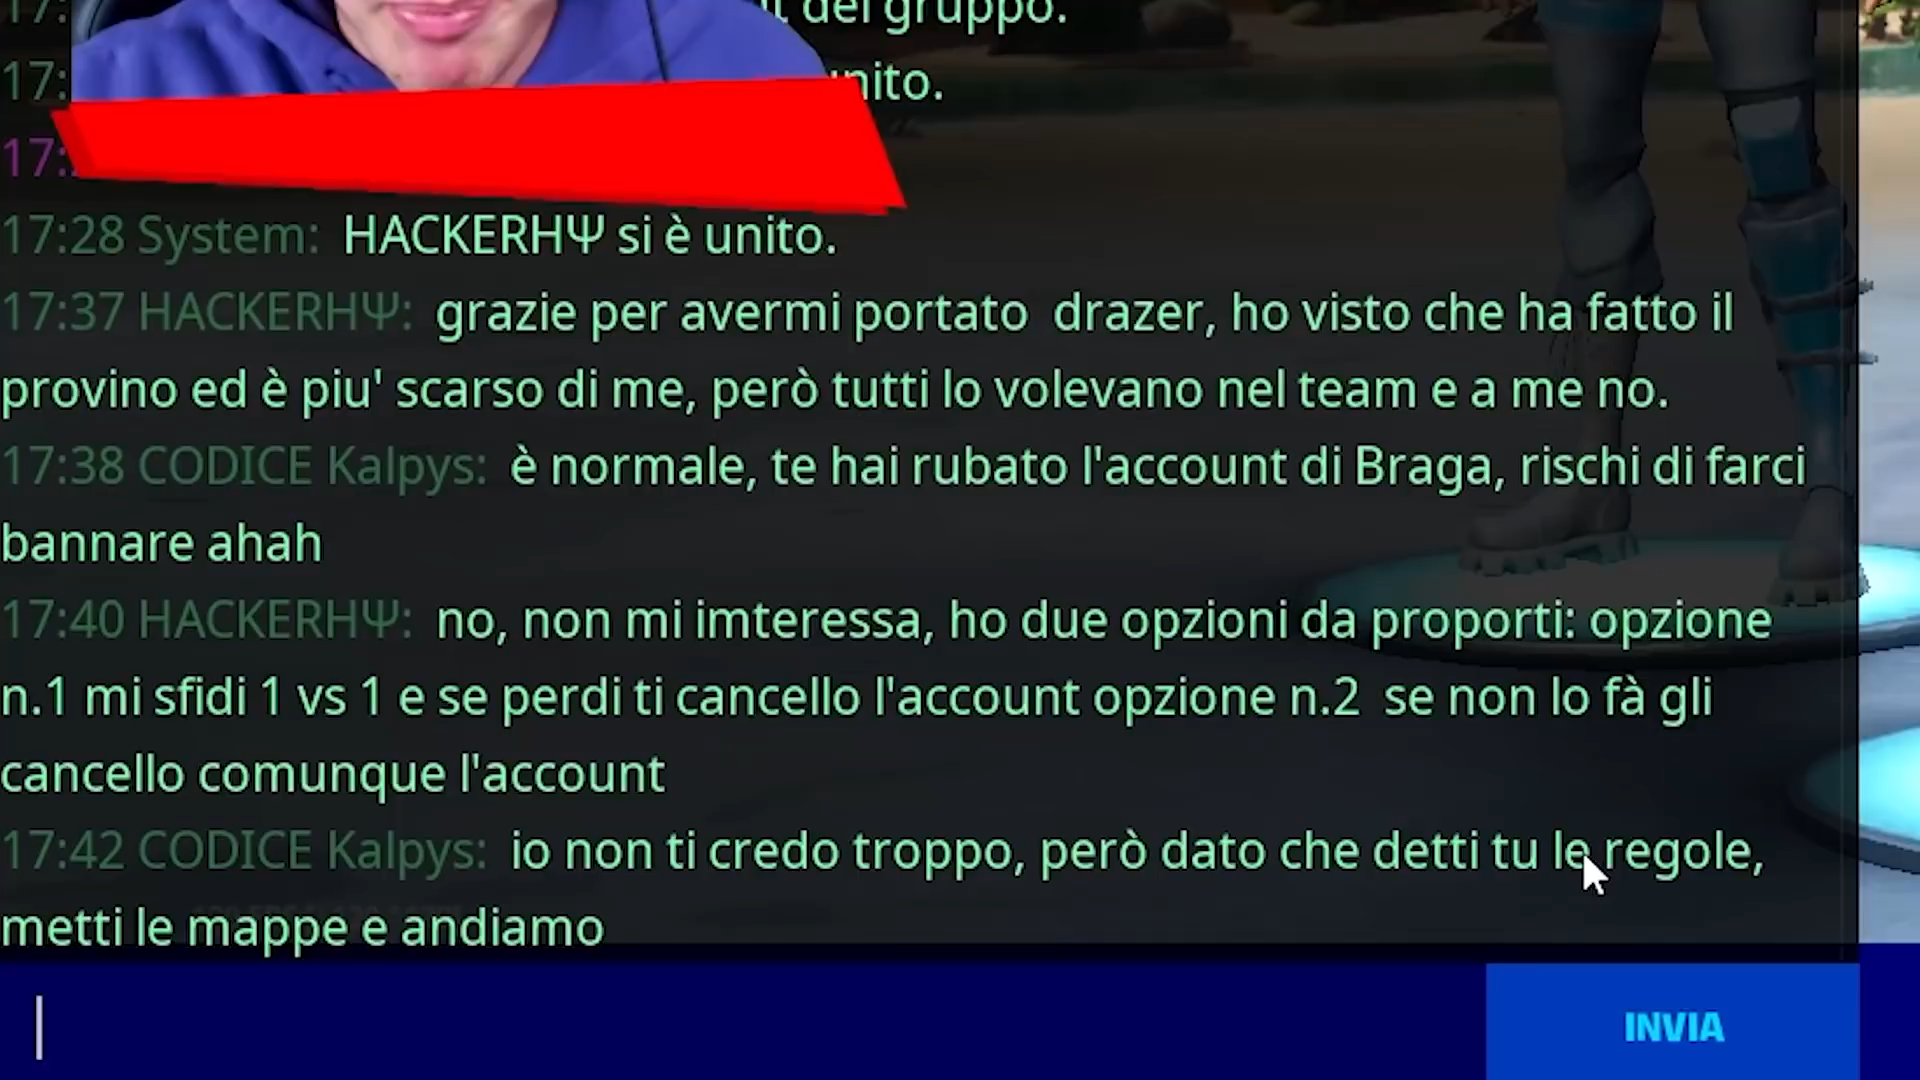 17:
del gruppo.
17:
17:
17:28 System: HACKERHΨ si è unito.
17:37 HACKERHΨ: grazie per avermi portato drazer, ho visto che ha fatto il
provino ed è piu' scarso di me, però tutti lo volevano nel team e a me no.
17:38 CODICE Kalpys: è normale, te hai rubato l'account di Braga, rischi di farci
bannare ahah
17:40 HACKERHΨ: no, non mi imteressa, ho due opzioni da proporti: opzione
n.1 mi sfidi 1 vs 1 e se perdi ti cancello l'account opzione n.2 se non lo fà gli
cancello comunque l'account
17:42 CODICE Kalpys: io non ti credo troppo, però dato che detti tu le regole,
metti le mappe e andiamo
INVIA